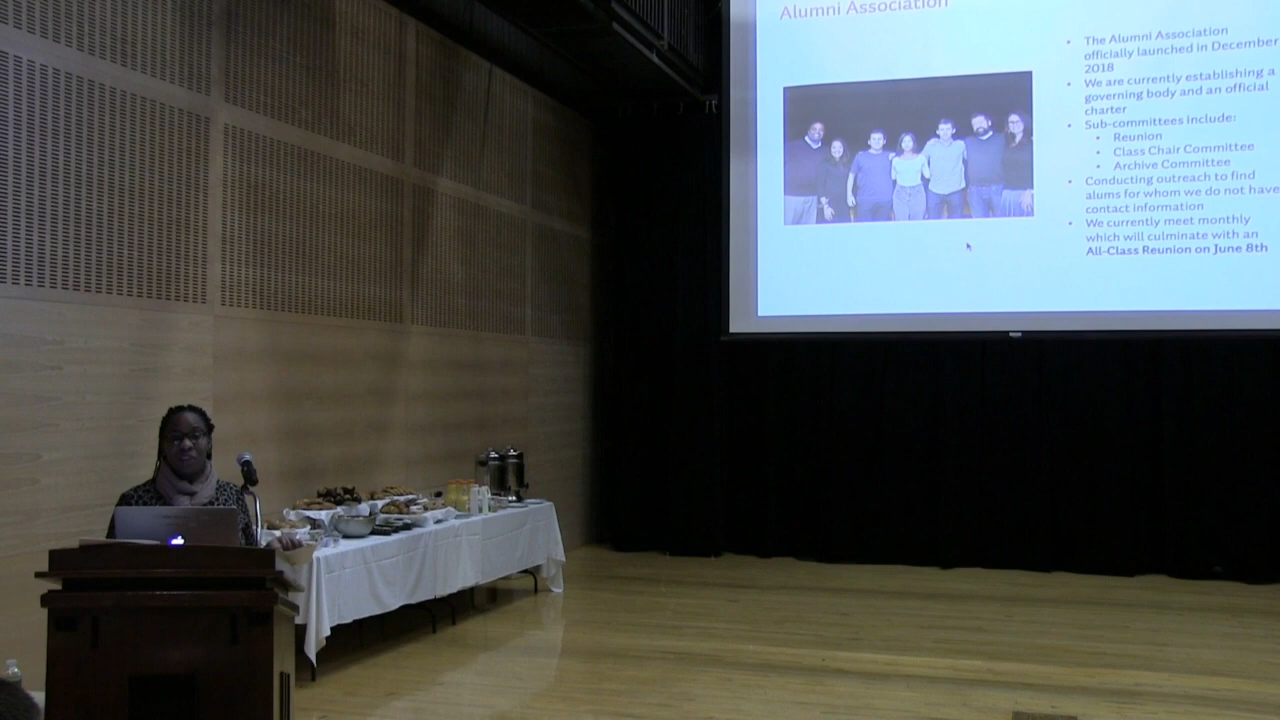 Alumni Association
• The Alumni Association
officially launched in December
2018
• We are currently establishing a
governing body and an official
charter
• Sub-committees include:
• Reunion
• Class Chair Committee
• Archive Committee
• Conducting outreach to find
alums for whom we do not have
contact information
• We currently meet monthly
which will culminate with an
All-Class Reunion on June 8th